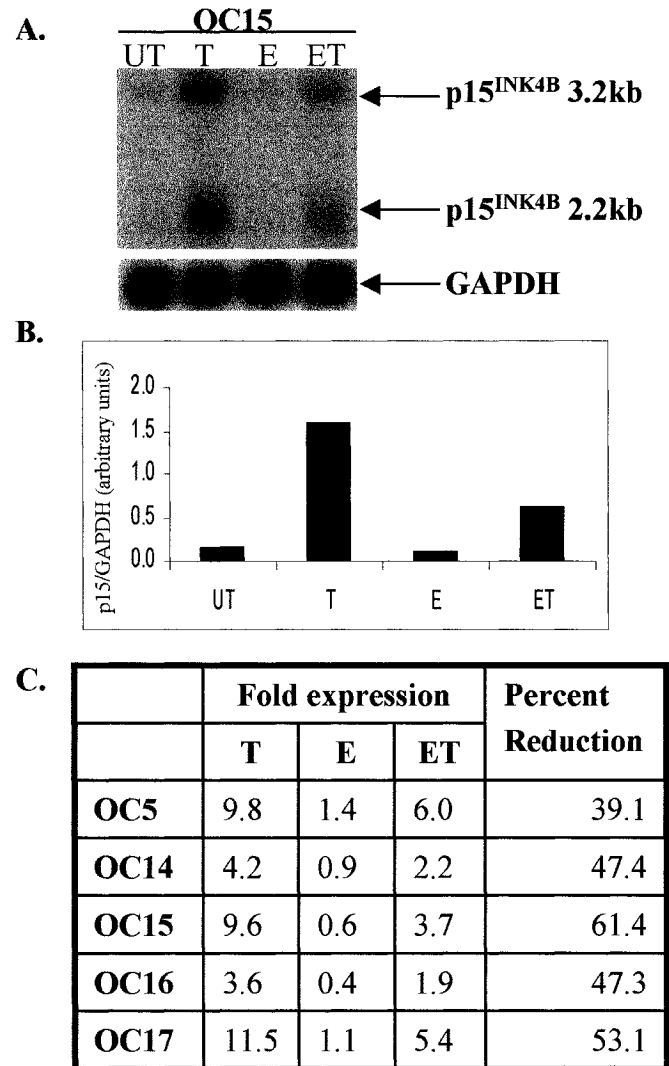 A.
OC15
UT T E ET
p15INK4B 3.2kb
p15INK4B 2.2kb
GAPDH
B.
p15/GAPDH (arbitrary units)
2.0
1.5
1.0
0.5
0.0
UT T E ET
C.
Fold expression Percent Reduction
T E ET
OC5 9.8 1.4 6.0 39.1
OC14 4.2 0.9 2.2 47.4
OC15 9.6 0.6 3.7 61.4
OC16 3.6 0.4 1.9 47.3
OC17 11.5 1.1 5.4 53.1